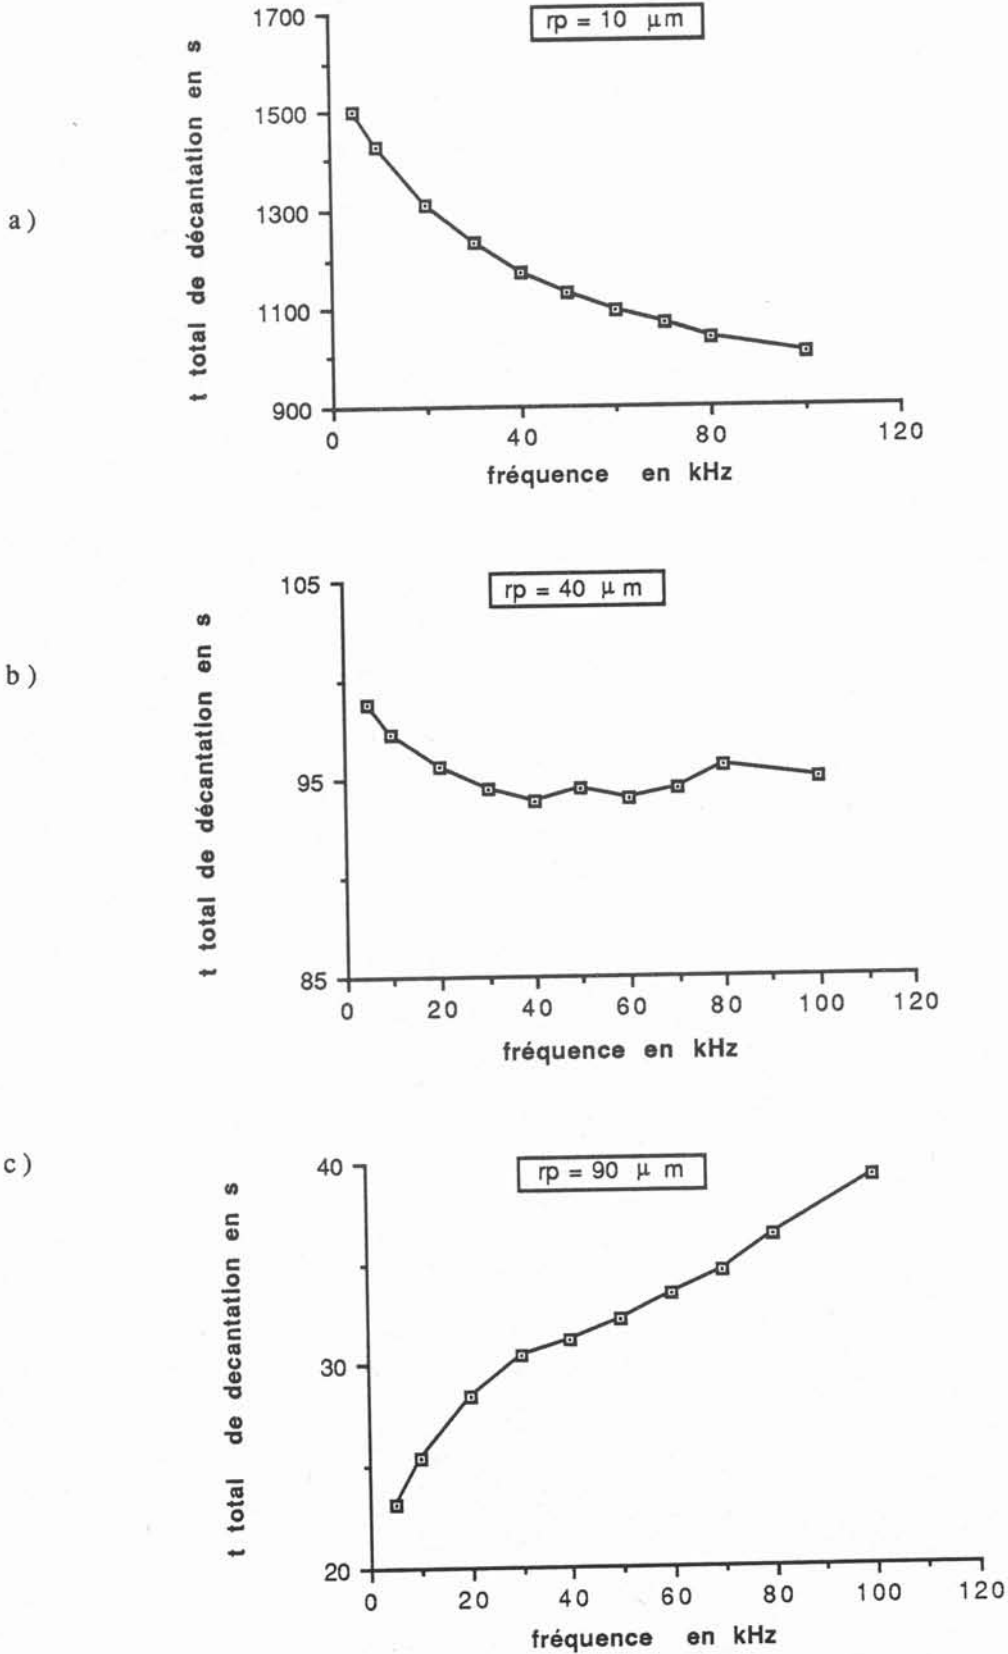 a)
t total de décantation en s
rp = 10 μm
1700
1500
1300
1100
900
0 40 80 120
fréquence en kHz
b)
t total de décantation en s
rp = 40 μ m
105
95
85
0 20 40 60 80 100 120
fréquence en kHz
c)
t total de decantation en s
rp = 90 μ m
40
30
20
0 20 40 60 80 100 120
fréquence en kHz